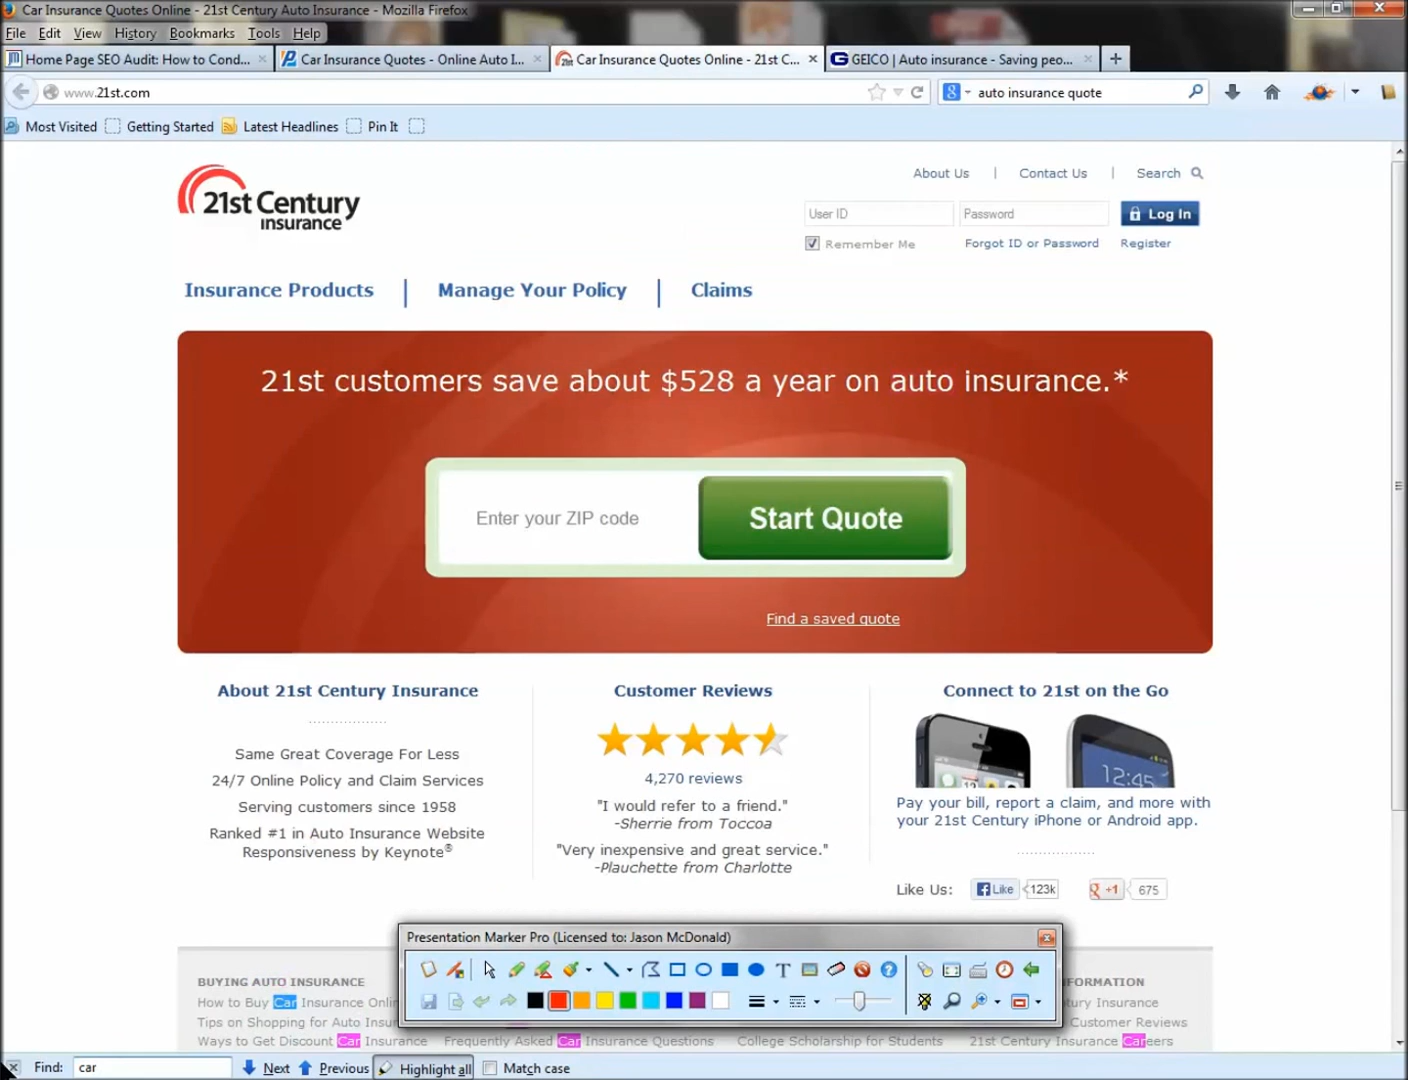 Car Insurance Quotes Online - 21st Century Auto Insurance - Mozilla Firefox
File Edit View History Bookmarks Tools Help
Home Page SEO Audit: How to Cond... Car Insurance Quotes - Online Auto I... Car Insurance Quotes Online - 21st C... GEICO | Auto insurance - Saving peo...
www.21st.com auto insurance quote
Most Visited Getting Started Latest Headlines Pin It
About Us | Contact Us | Search
21st Century
insurance
User ID Password Log In
Remember Me Forgot ID or Password Register
Insurance Products | Manage Your Policy | Claims
21st customers save about $528 a year on auto insurance.*
Enter your ZIP code Start Quote
Find a saved quote
About 21st Century Insurance
Same Great Coverage For Less
24/7 Online Policy and Claim Services
Serving customers since 1958
Ranked #1 in Auto Insurance Website
Responsiveness by Keynote®
Customer Reviews
4,270 reviews
"I would refer to a friend."
-Sherrie from Toccoa
"Very inexpensive and great service."
-Plauchette from Charlotte
Connect to 21st on the Go
12:45
Pay your bill, report a claim, and more with
your 21st Century iPhone or Android app.
Like Us: Like 123k +1 675
Presentation Marker Pro (Licensed to: Jason McDonald)
BUYING AUTO INSURANCE
How to Buy Car Insurance Onli
Tips on Shopping for Auto Insu
Ways to Get Discount Car Insurance
Frequently Asked Car Insurance Questions
College Scholarship for Students
NFORMATION
ntury Insurance
Customer Reviews
21st Century Insurance Careers
Find: car Next Previous Highlight all Match case